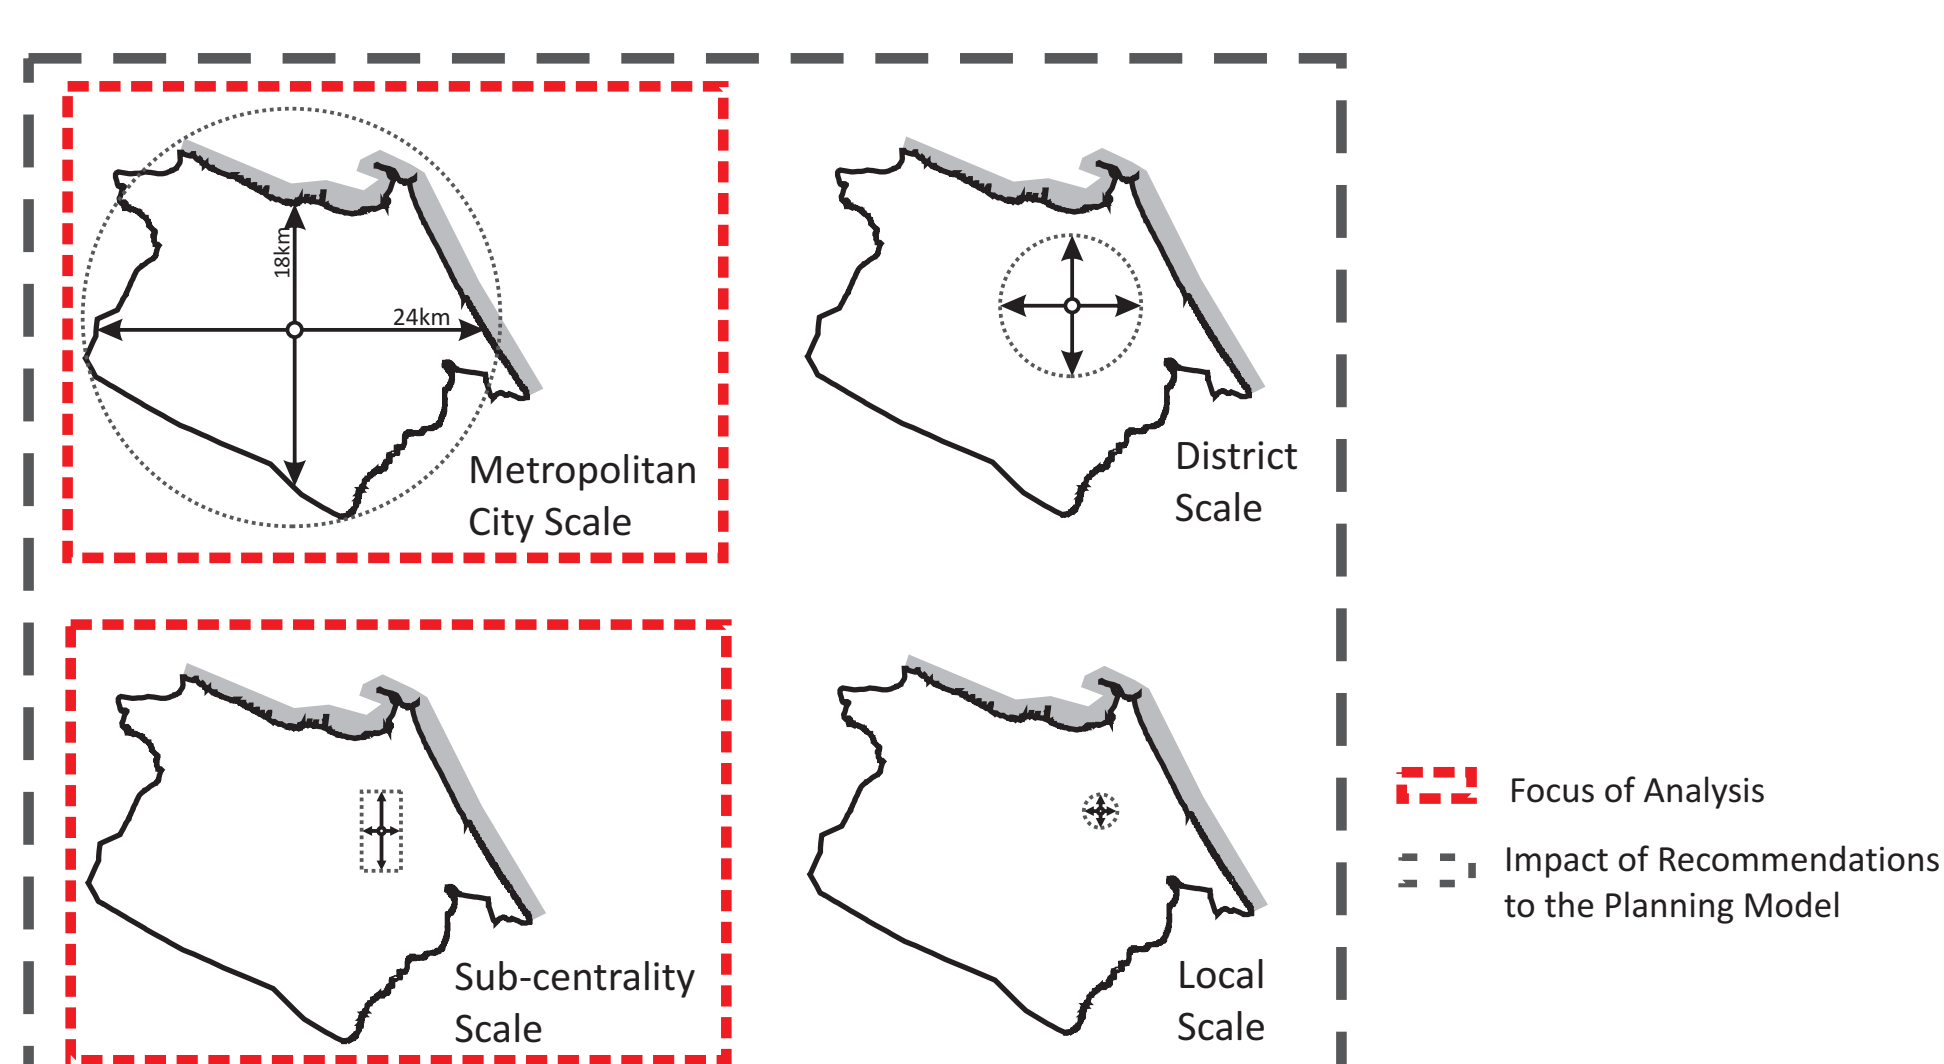 18km
24km
Metropolitan
City Scale
District
Scale
Sub-centrality
Scale
Local
Scale
Focus of Analysis
Impact of Recommendations
to the Planning Model